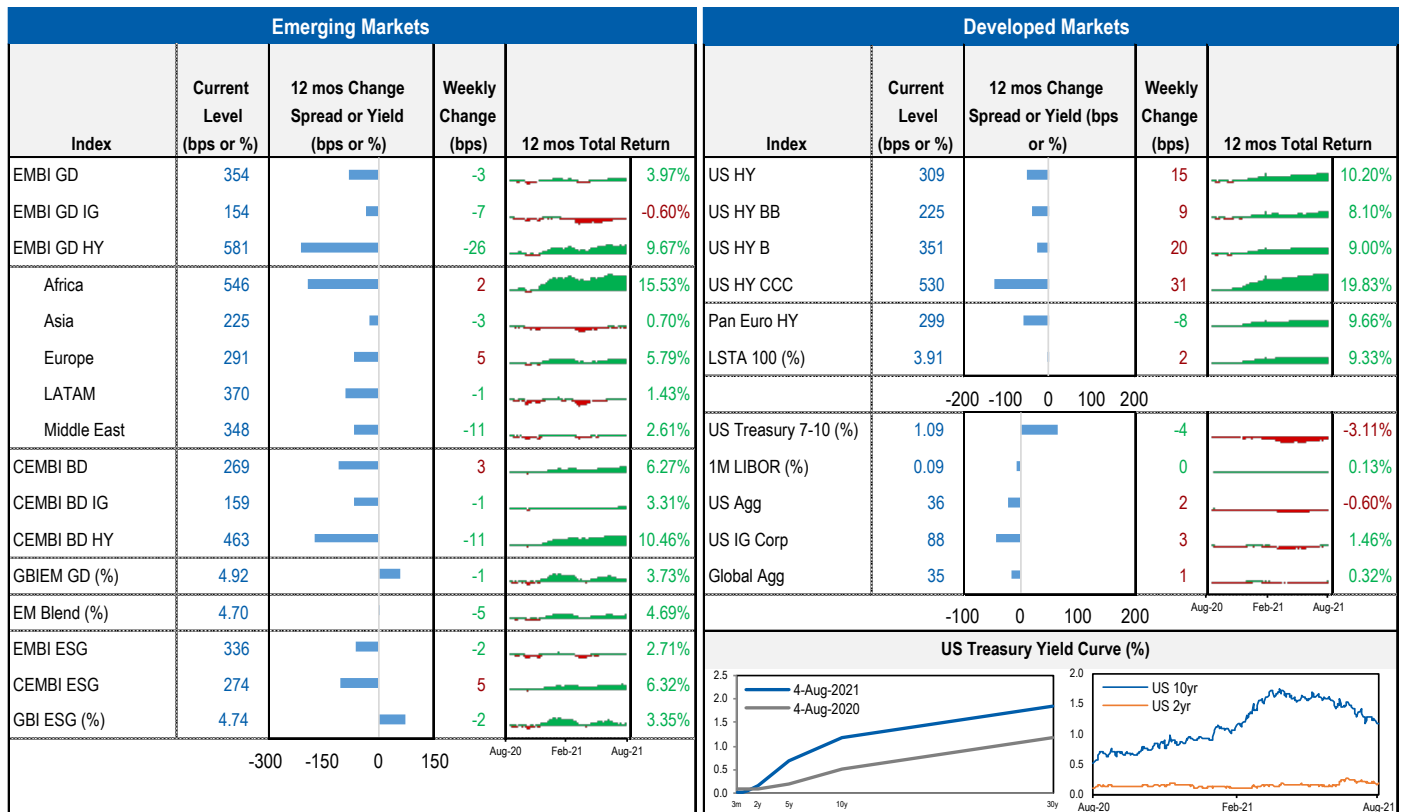 Emerging Markets
Index Current Level (bps or %) 12 mos Change Spread or Yield (bps or %) Weekly Change (bps) 12 mos Total Return
EMBI GD 354 -3 3.97%
EMBI GD IG 154 -7 -0.60%
EMBI GD HY 581 -26 9.67%
Africa 546 2 15.53%
Asia 225 -3 0.70%
Europe 291 5 5.79%
LATAM 370 -1 1.43%
Middle East 348 -11 2.61%
CEMBI BD 269 3 6.27%
CEMBI BD IG 159 -1 3.31%
CEMBI BD HY 463 -11 10.46%
GBIEM GD (%) 4.92 -1 3.73%
EM Blend (%) 4.70 -5 4.69%
EMBI ESG 336 -2 2.71%
CEMBI ESG 274 5 6.32%
GBI ESG (%) 4.74 -2 3.35%
-300 -150 0 150 Aug-20 Feb-21 Aug-21
Developed Markets
Index Current Level (bps or %) 12 mos Change Spread or Yield (bps or %) Weekly Change (bps) 12 mos Total Return
US HY 309 15 10.20%
US HY BB 225 9 8.10%
US HY B 351 20 9.00%
US HY CCC 530 31 19.83%
Pan Euro HY 299 -8 9.66%
LSTA 100 (%) 3.91 2 9.33%
-200 -100 0 100 200
US Treasury 7-10 (%) 1.09 -4 -3.11%
1M LIBOR (%) 0.09 0 0.13%
US Agg 36 2 -0.60%
US IG Corp 88 3 1.46%
Global Agg 35 1 0.32%
-100 0 100 200 Aug-20 Feb-21 Aug-21
US Treasury Yield Curve (%)
2.5
2.0
1.5
1.0
0.5
0.0
4-Aug-2021
4-Aug-2020
3m 2y 5y 10y 30y
2.0
1.5
1.0
0.5
0.0
US 10yr
US 2yr
Aug-20 Feb-21 Aug-21